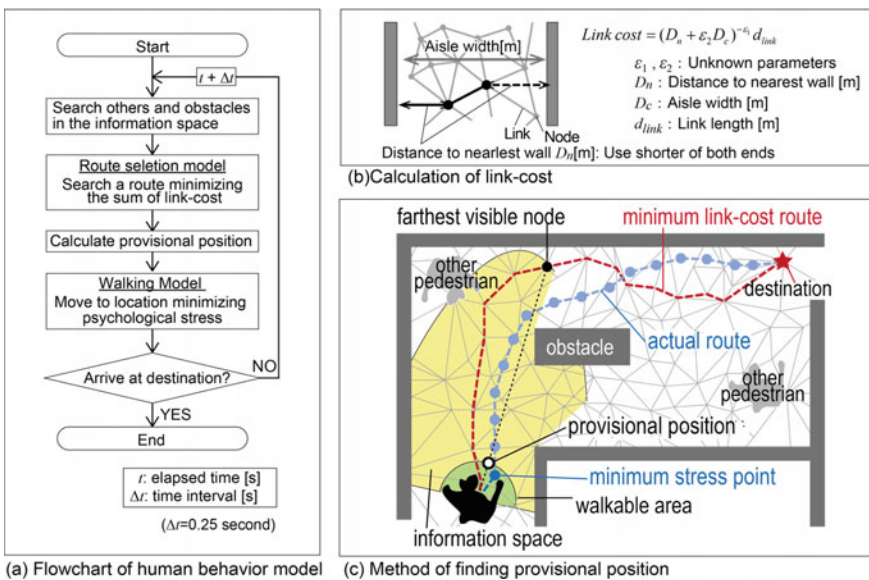 Start
t + Δt
Search others and obstacles
in the information space
Route seletion model
Search a route minimizing
the sum of link-cost
Calculate provisional position
Walking Model
Move to location minimizing
psychological stress
Arrive at destination?
NO
YES
End
t: elapsed time [s]
Δt: time interval [s]
(Δt=0.25 second)
(a) Flowchart of human behavior model
Aisle width[m]
Link
Node
Distance to nearlest wall Dn[m]: Use shorter of both ends
Link cost = (Dn + ε2Dc)^−ε1 dlink
ε1 , ε2 : Unknown parameters
Dn : Distance to nearest wall [m]
Dc : Aisle width [m]
dlink : Link length [m]
(b)Calculation of link-cost
farthest visible node
minimum link-cost route
other
pedestrian
destination
obstacle
actual route
other
pedestrian
provisional position
minimum stress point
walkable area
information space
(c) Method of finding provisional position